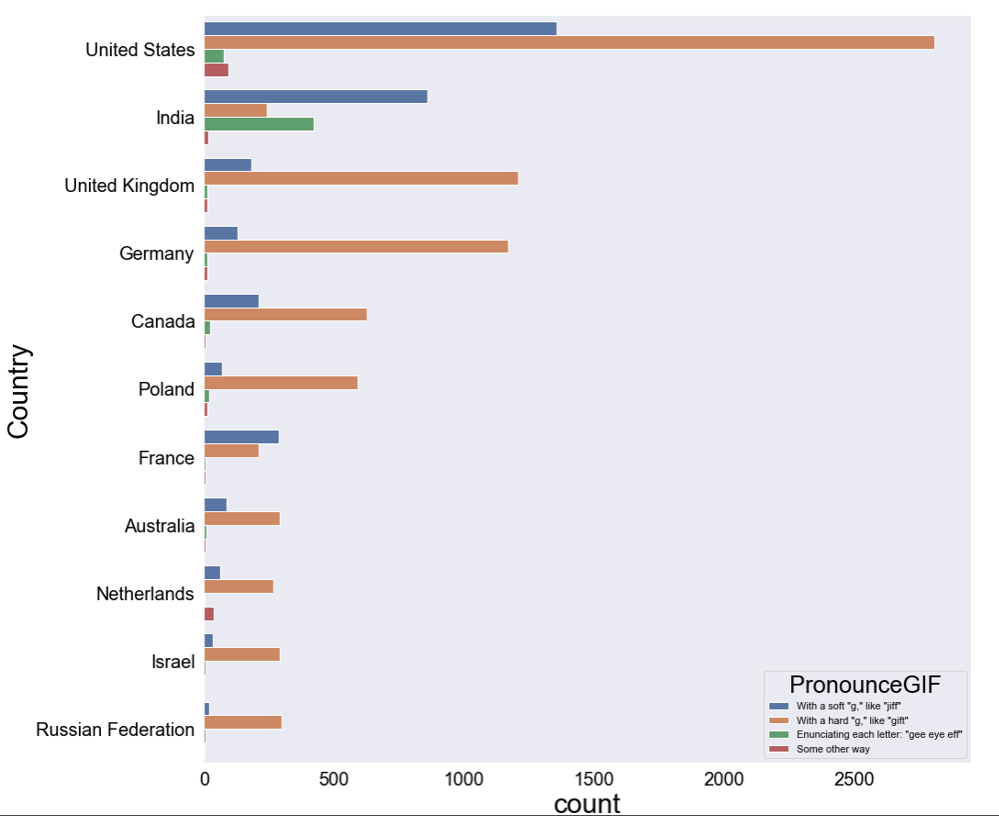 United States
India
United Kingdom
Germany
Canada
Country
Poland
France
Australia
Netherlands
Israel
Russian Federation
PronounceGIF
With a soft "g," like "jiff"
With a hard "g," like "gift"
Enunciating each letter: "gee eye eff"
Some other way
0 500 1000 1500 2000 2500
count